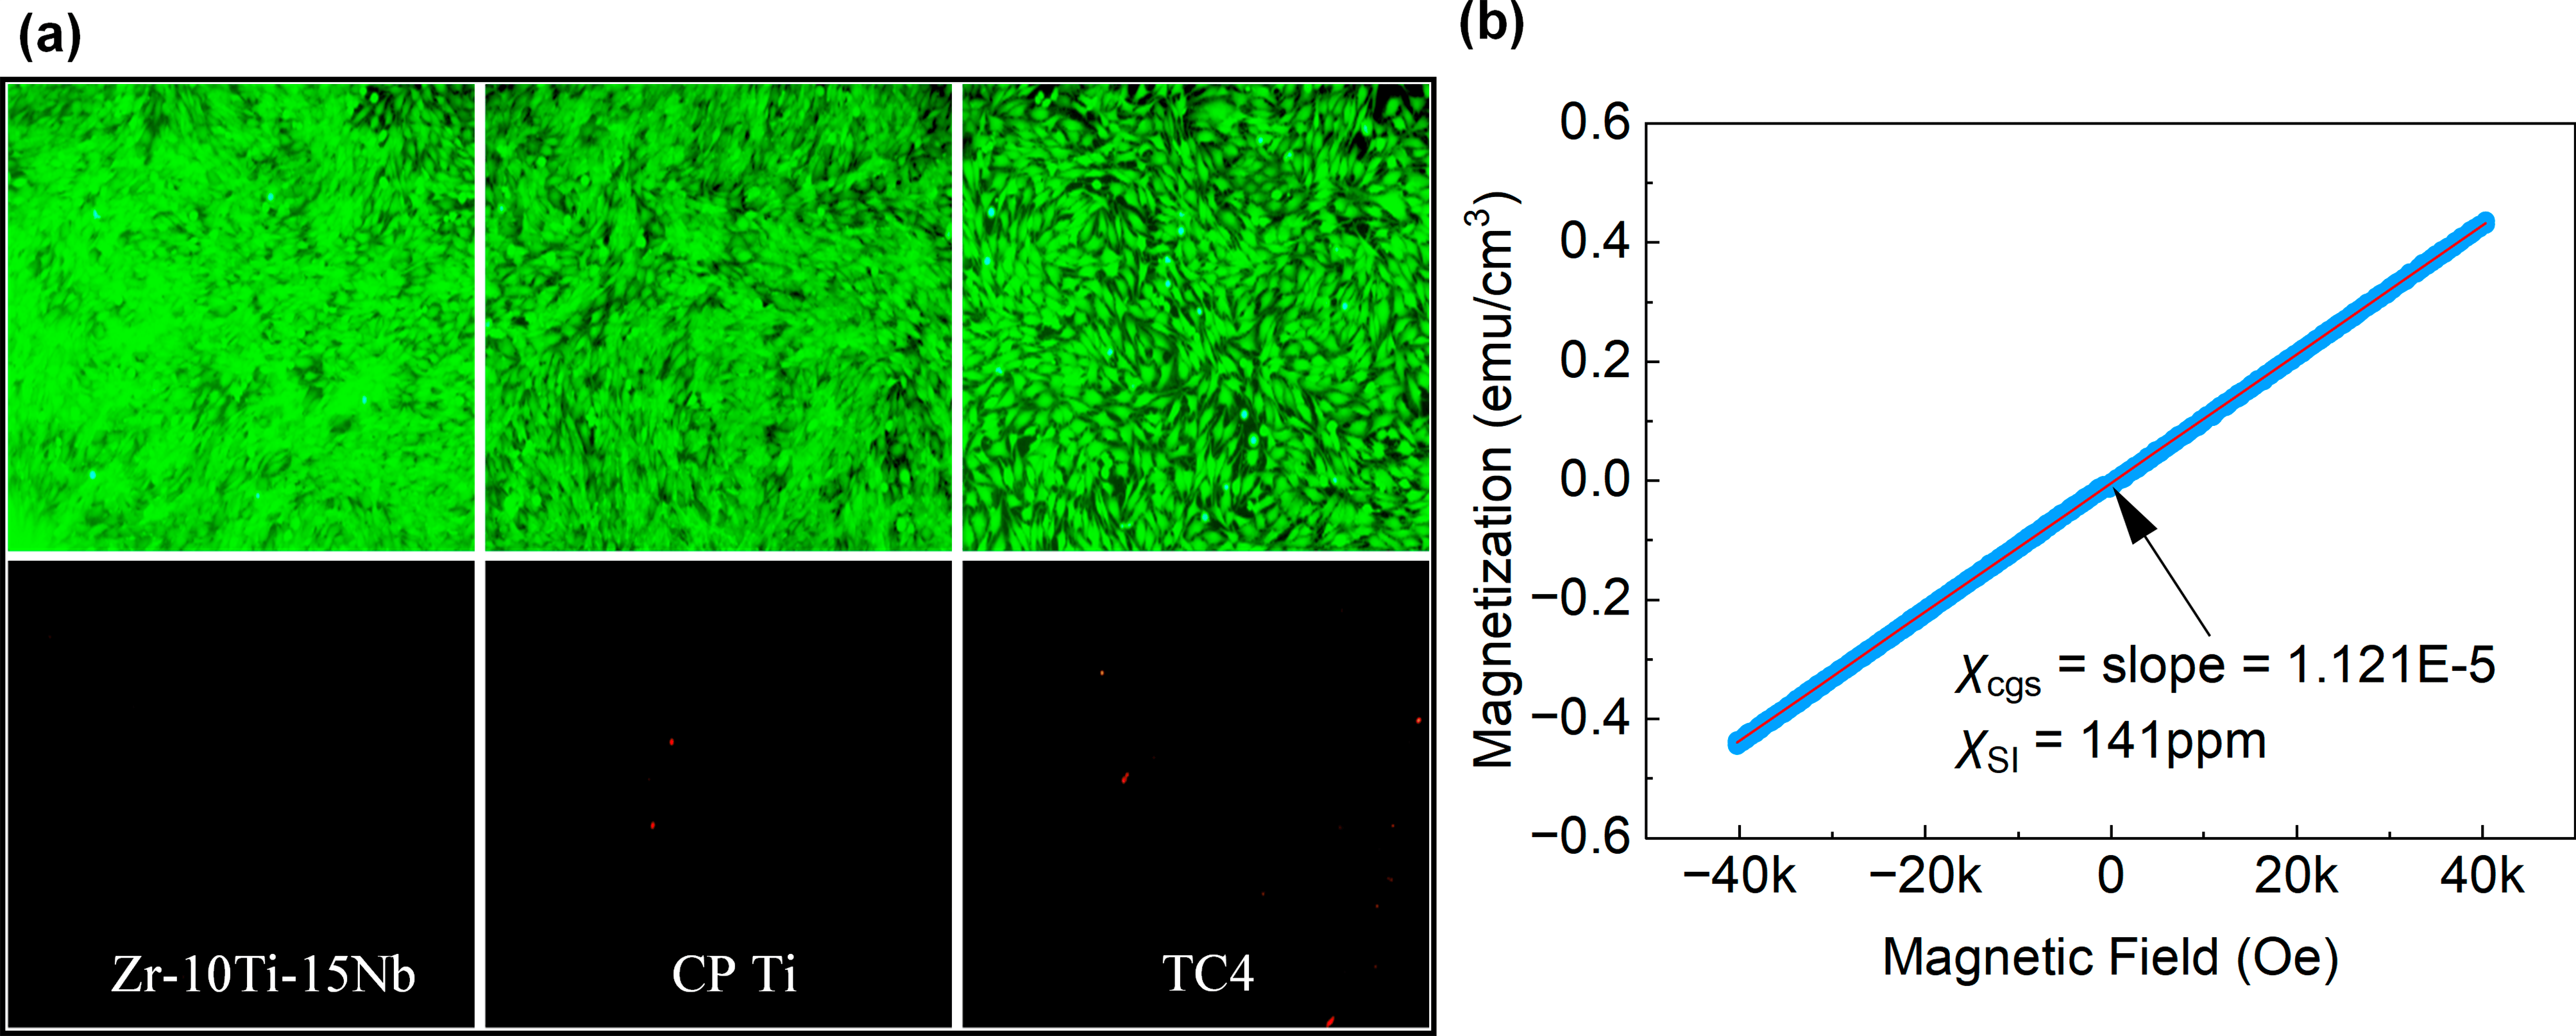 (a)
Zr-10Ti-15Nb
CP Ti
TC4
(b)
Magnetization (emu/cm³)
0.6
0.4
0.2
0.0
−0.2
−0.4
−0.6
χcgs = slope = 1.121E-5
χSI = 141ppm
−40k
−20k
0
20k
40k
Magnetic Field (Oe)